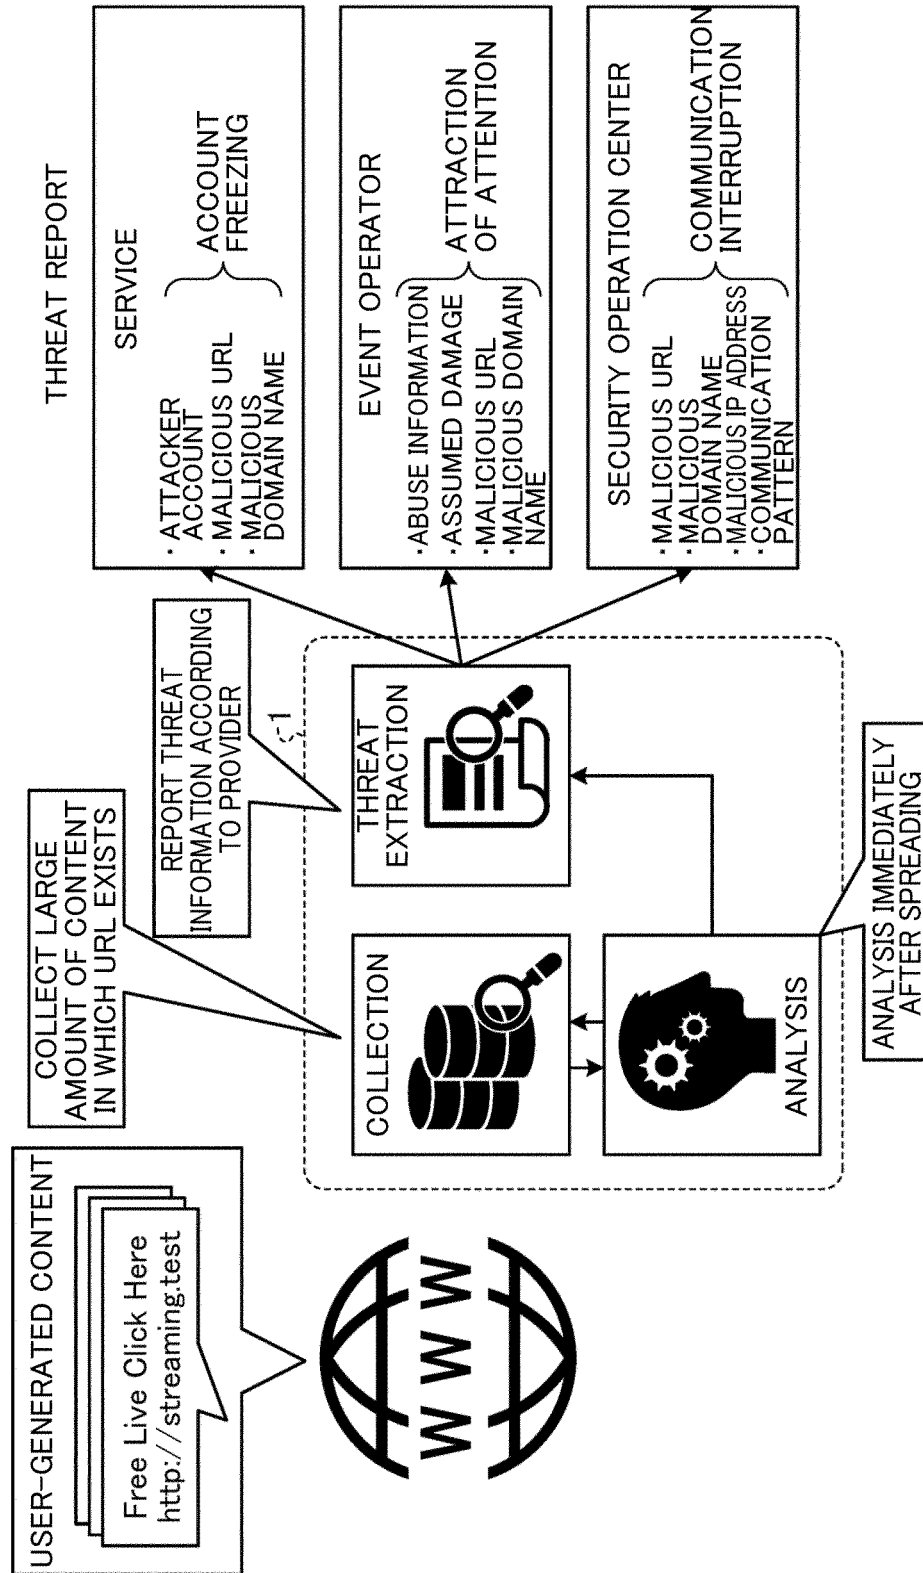 USER-GENERATED CONTENT
Free Live Click Here
http://streaming.test
W W W
COLLECT LARGE
AMOUNT OF CONTENT
IN WHICH URL EXISTS
COLLECTION
ANALYSIS
ANALYSIS IMMEDIATELY
AFTER SPREADING
REPORT THREAT
INFORMATION ACCORDING
TO PROVIDER
1
THREAT
EXTRACTION
THREAT REPORT
SERVICE
・ATTACKER
ACCOUNT
・MALICIOUS URL
・MALICIOUS
DOMAIN NAME
ACCOUNT
FREEZING
EVENT OPERATOR
・ABUSE INFORMATION
・ASSUMED DAMAGE
・MALICIOUS URL
・MALICIOUS DOMAIN
NAME
ATTRACTION
OF ATTENTION
SECURITY OPERATION CENTER
・MALICIOUS URL
・MALICIOUS
DOMAIN NAME
・MALICIOUS IP ADDRESS
・COMMUNICATION
PATTERN
COMMUNICATION
INTERRUPTION